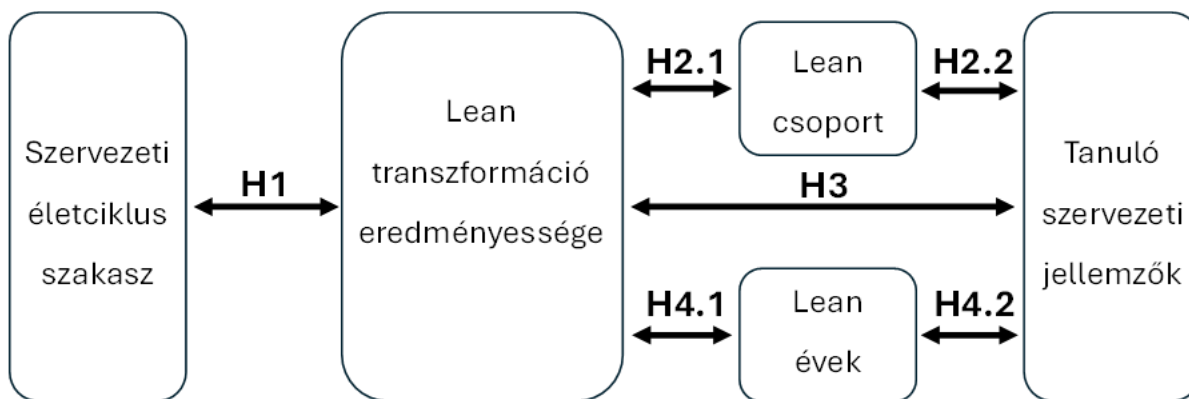 Szervezeti
életciklus
szakasz
H1
Lean
transzformáció
eredményessége
H2.1
Lean
csoport
H2.2
H3
H4.1
Lean
évek
H4.2
Tanuló
szervezeti
jellemzők